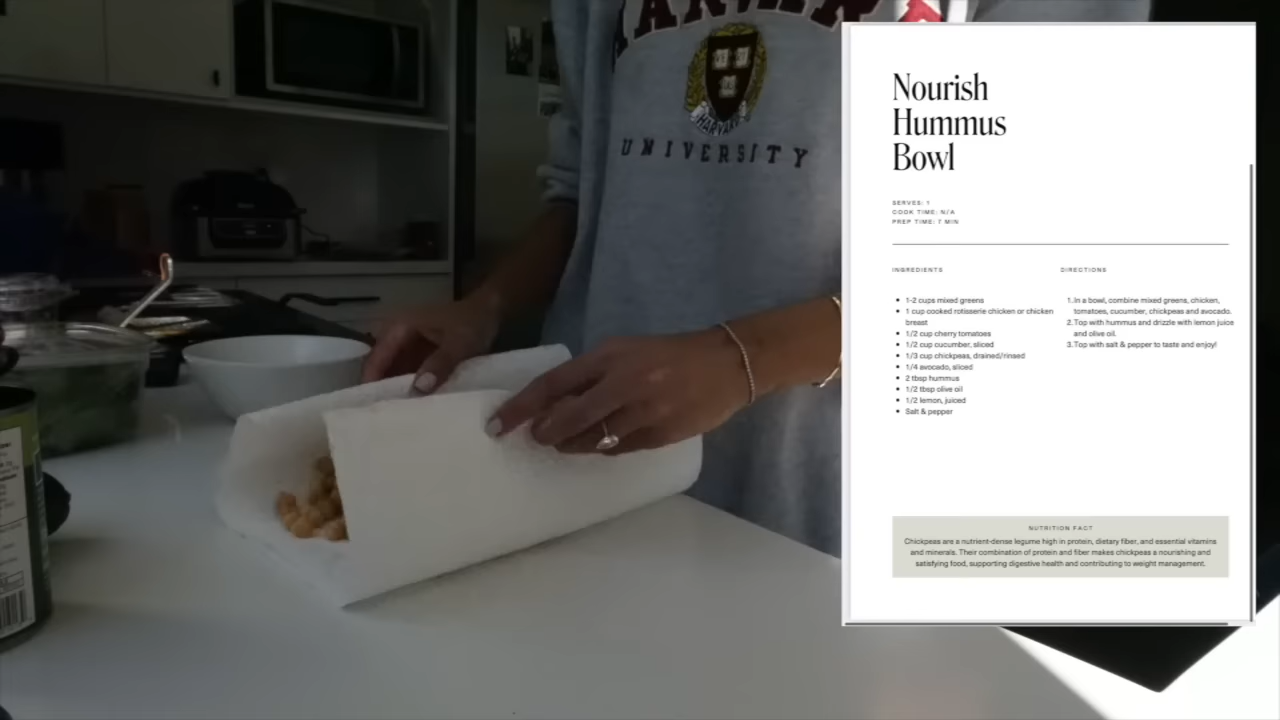 HARVARD
UNIVERSITY
Nourish
Hummus
Bowl
SERVES: 1
COOK TIME: N/A
PREP TIME: 7 MIN
INGREDIENTS
• 1-2 cups mixed greens
• 1 cup cooked rotisserie chicken or chicken
breast
• 1/2 cup cherry tomatoes
• 1/2 cup cucumber, sliced
• 1/3 cup chickpeas, drained/rinsed
• 1/4 avocado, sliced
• 2 tbsp hummus
• 1/2 tbsp olive oil
• 1/2 lemon, juiced
• Salt & pepper
DIRECTIONS
1. In a bowl, combine mixed greens, chicken,
tomatoes, cucumber, chickpeas and avocado.
2. Top with hummus and drizzle with lemon juice
and olive oil.
3. Top with salt & pepper to taste and enjoy!
NUTRITION FACT
Chickpeas are a nutrient-dense legume high in protein, dietary fiber, and essential vitamins
and minerals. Their combination of protein and fiber makes chickpeas a nourishing and
satisfying food, supporting digestive health and contributing to weight management.